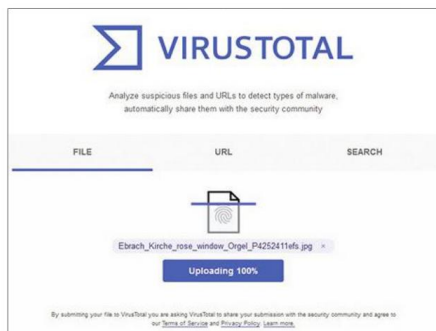 VIRUSTOTAL
Analyze suspicious files and URLs to detect types of malware,
automatically share them with the security community
FILE URL SEARCH
Ebrach_Kirche_rose_window_Orgel_P4252411efs.jpg ×
Uploading 100%
By submitting your file to VirusTotal you are asking VirusTotal to share your submission with the security community and agree to
our Terms of Service and Privacy Policy. Learn more.